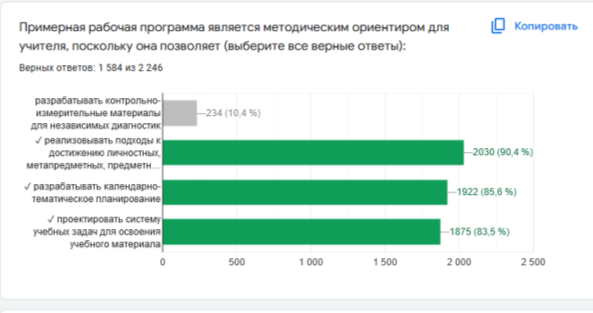 Примерная рабочая программа является методическим ориентиром для
Копировать
учителя, поскольку она позволяет (выберите все верные ответы):
Верных ответов: 1 584 из 2 246
разрабатывать контрольно-
измерительные материалы
для независимых диагностик
234 (10,4 %)
✓ реализовывать подходы к
достижению личностных,
метапредметных, предметн...
2030 (90,4 %)
✓ разрабатывать календарно-
тематическое планирование
1922 (85,6 %)
✓ проектировать систему
учебных задач для освоения
учебного материала
1875 (83,5 %)
0 500 1 000 1 500 2 000 2 500